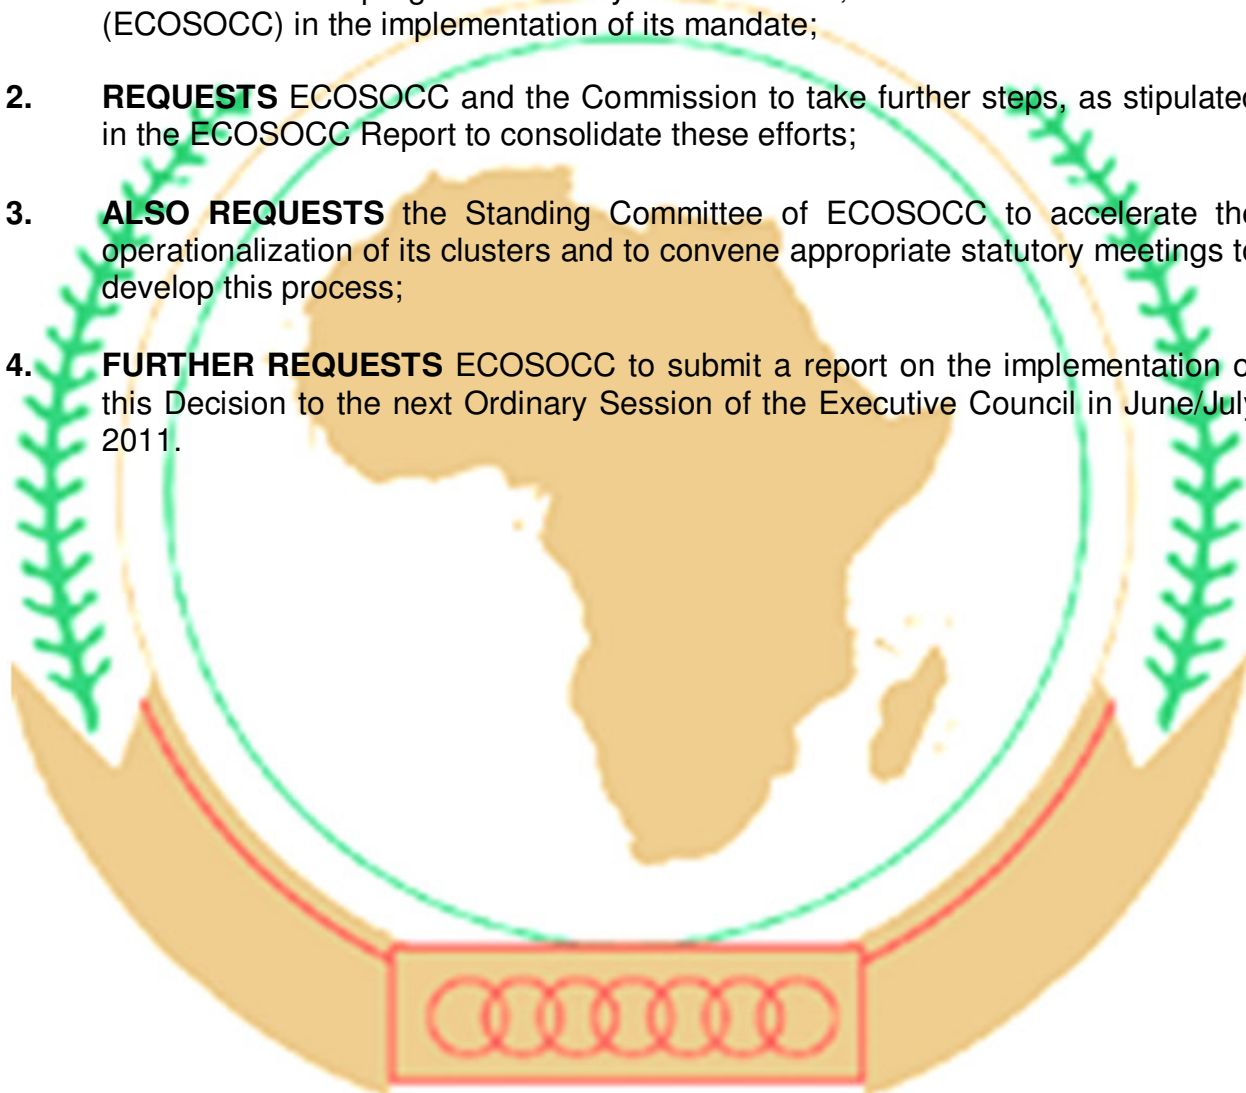 (ECOSOCC) in the implementation of its mandate;
2. REQUESTS ECOSOCC and the Commission to take further steps, as stipulated
in the ECOSOCC Report to consolidate these efforts;
3. ALSO REQUESTS the Standing Committee of ECOSOCC to accelerate the
operationalization of its clusters and to convene appropriate statutory meetings to
develop this process;
4. FURTHER REQUESTS ECOSOCC to submit a report on the implementation of
this Decision to the next Ordinary Session of the Executive Council in June/July
2011.